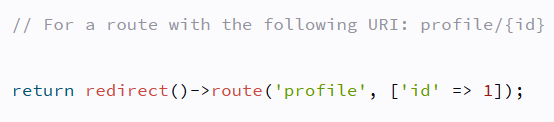 // For a route with the following URI: profile/{id}
return redirect()->route('profile', ['id' => 1]);